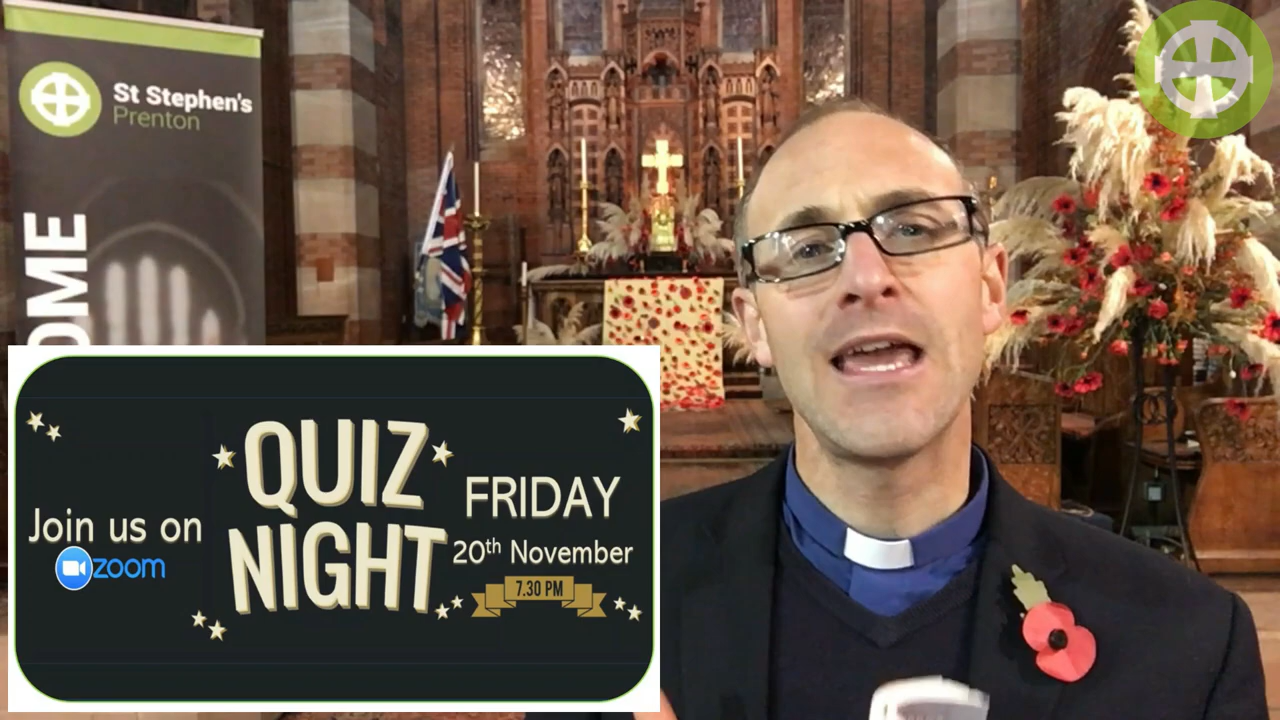 St Stephen's
Prenton
OME
Join us on
zoom
QUIZ
NIGHT
FRIDAY
20th November
7.30 PM